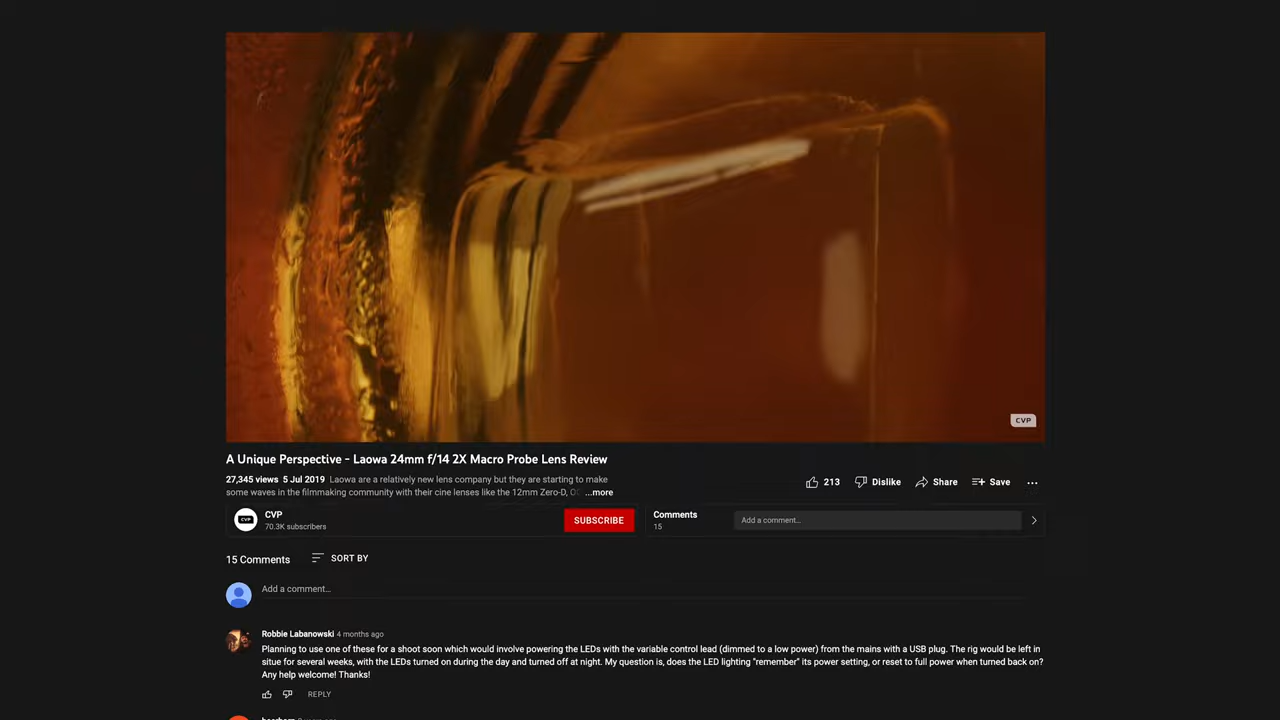 CVP
A Unique Perspective - Laowa 24mm f/14 2X Macro Probe Lens Review
27,345 views 5 Jul 2019 Laowa are a relatively new lens company but they are starting to make
some waves in the filmmaking community with their cine lenses like the 12mm Zero-D, ...more
213 Dislike Share Save
CVP
CVP
70.3K subscribers
SUBSCRIBE
Comments
15
Add a comment...
15 Comments SORT BY
Add a comment...
Robbie Labanowski 4 months ago
Planning to use one of these for a shoot soon which would involve powering the LEDs with the variable control lead (dimmed to a low power) from the mains with a USB plug. The rig would be left in
situe for several weeks, with the LEDs turned on during the day and turned off at night. My question is, does the LED lighting "remember" its power setting, or reset to full power when turned back on?
Any help welcome! Thanks!
REPLY